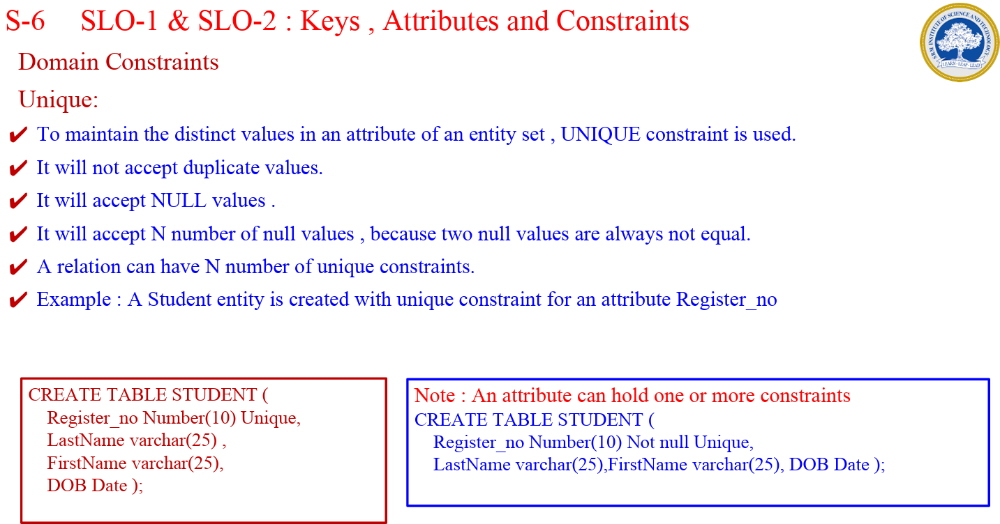 S-6 SLO-1 & SLO-2 : Keys , Attributes and Constraints
SRM INSTITUTE OF SCIENCE AND TECHNOLOGY
LEARN - LEAP - LEAD
Domain Constraints
Unique:
✔ To maintain the distinct values in an attribute of an entity set , UNIQUE constraint is used.
✔ It will not accept duplicate values.
✔ It will accept NULL values .
✔ It will accept N number of null values , because two null values are always not equal.
✔ A relation can have N number of unique constraints.
✔ Example : A Student entity is created with unique constraint for an attribute Register_no
CREATE TABLE STUDENT (
Register_no Number(10) Unique,
LastName varchar(25) ,
FirstName varchar(25),
DOB Date );
Note : An attribute can hold one or more constraints
CREATE TABLE STUDENT (
Register_no Number(10) Not null Unique,
LastName varchar(25),FirstName varchar(25), DOB Date );